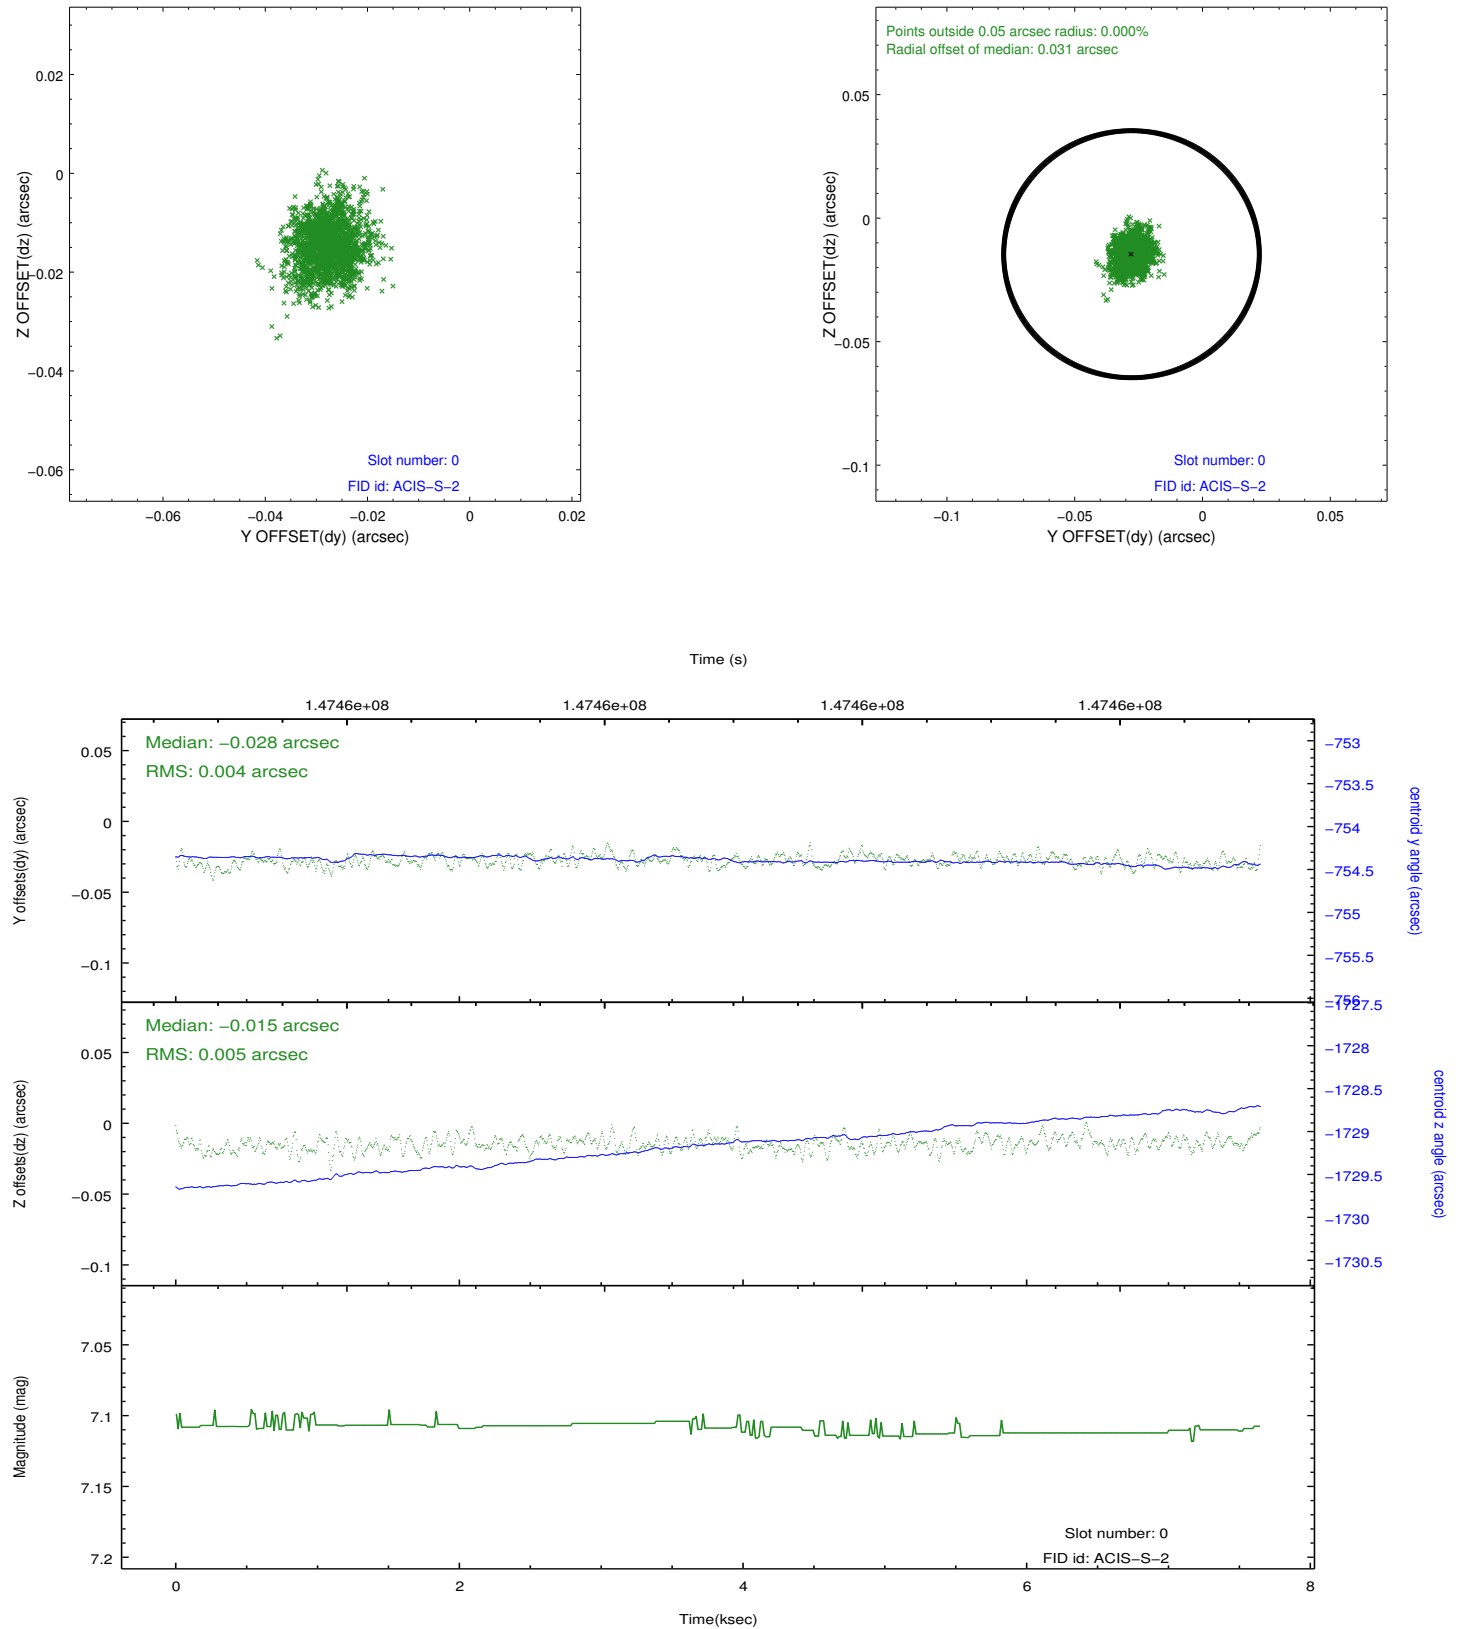 0.02
0
−0.02
−0.04
−0.06
Z OFFSET(dz) (arcsec)
Slot number: 0
FID id: ACIS−S−2
−0.06 −0.04 −0.02 0 0.02
Y OFFSET(dy) (arcsec)
Points outside 0.05 arcsec radius: 0.000%
Radial offset of median: 0.031 arcsec
0.05
0
−0.05
−0.1
Z OFFSET(dz) (arcsec)
Slot number: 0
FID id: ACIS−S−2
−0.1 −0.05 0 0.05
Y OFFSET(dy) (arcsec)
Time (s)
1.4746e+08 1.4746e+08 1.4746e+08 1.4746e+08
Median: −0.028 arcsec
RMS: 0.004 arcsec
0.05
0
−0.05
−0.1
Y offsets(dy) (arcsec)
−753
−753.5
−754
−754.5
−755
−755.5
−756
centroid y angle (arcsec)
Median: −0.015 arcsec
RMS: 0.005 arcsec
0.05
0
−0.05
−0.1
Z offsets(dz) (arcsec)
−1727.5
−1728
−1728.5
−1729
−1729.5
−1730
−1730.5
centroid z angle (arcsec)
7.05
7.1
7.15
7.2
Magnitude (mag)
Slot number: 0
FID id: ACIS−S−2
0 2 4 6 8
Time(ksec)